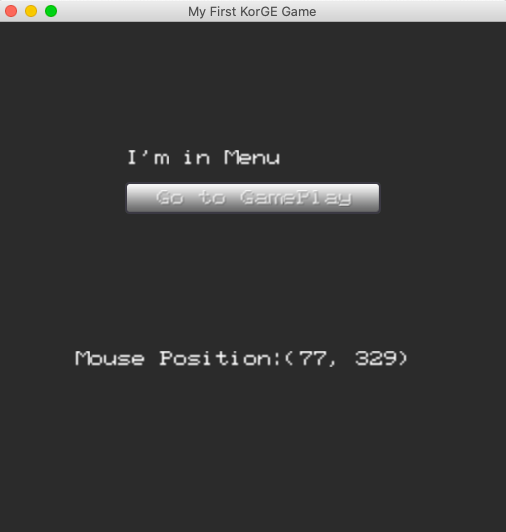 My First KorGE Game
I'm in Menu
Go to GamePlay
Mouse Position:(77, 329)